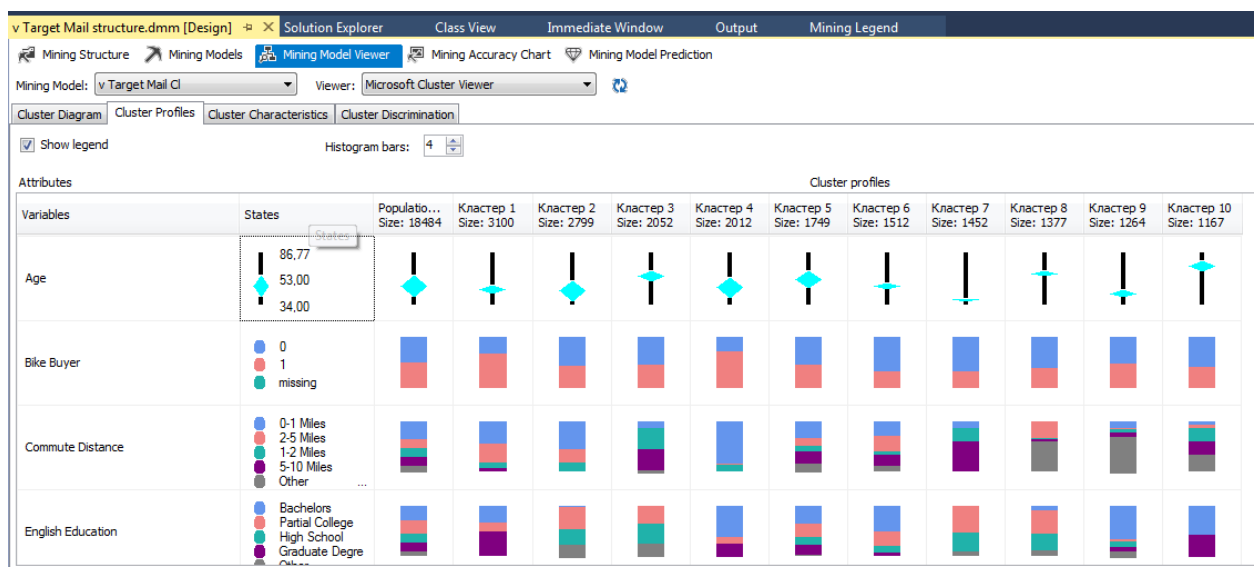 v Target Mail structure.dmm [Design] Solution Explorer Class View Immediate Window Output Mining Legend
Mining Structure Mining Models Mining Model Viewer Mining Accuracy Chart Mining Model Prediction
Mining Model: v Target Mail Cl Viewer: Microsoft Cluster Viewer
Cluster Diagram Cluster Profiles Cluster Characteristics Cluster Discrimination
Show legend Histogram bars: 4
Attributes Cluster profiles
Variables States Populatio... Кластер 1 Кластер 2 Кластер 3 Кластер 4 Кластер 5 Кластер 6 Кластер 7 Кластер 8 Кластер 9 Кластер 10
Size: 18484 Size: 3100 Size: 2799 Size: 2052 Size: 2012 Size: 1749 Size: 1512 Size: 1452 Size: 1377 Size: 1264 Size: 1167
States
86,77
Age 53,00
34,00
0
Bike Buyer 1
missing
0-1 Miles
2-5 Miles
Commute Distance 1-2 Miles
5-10 Miles
Other ...
Bachelors
Partial College
English Education High School
Graduate Degre
Other